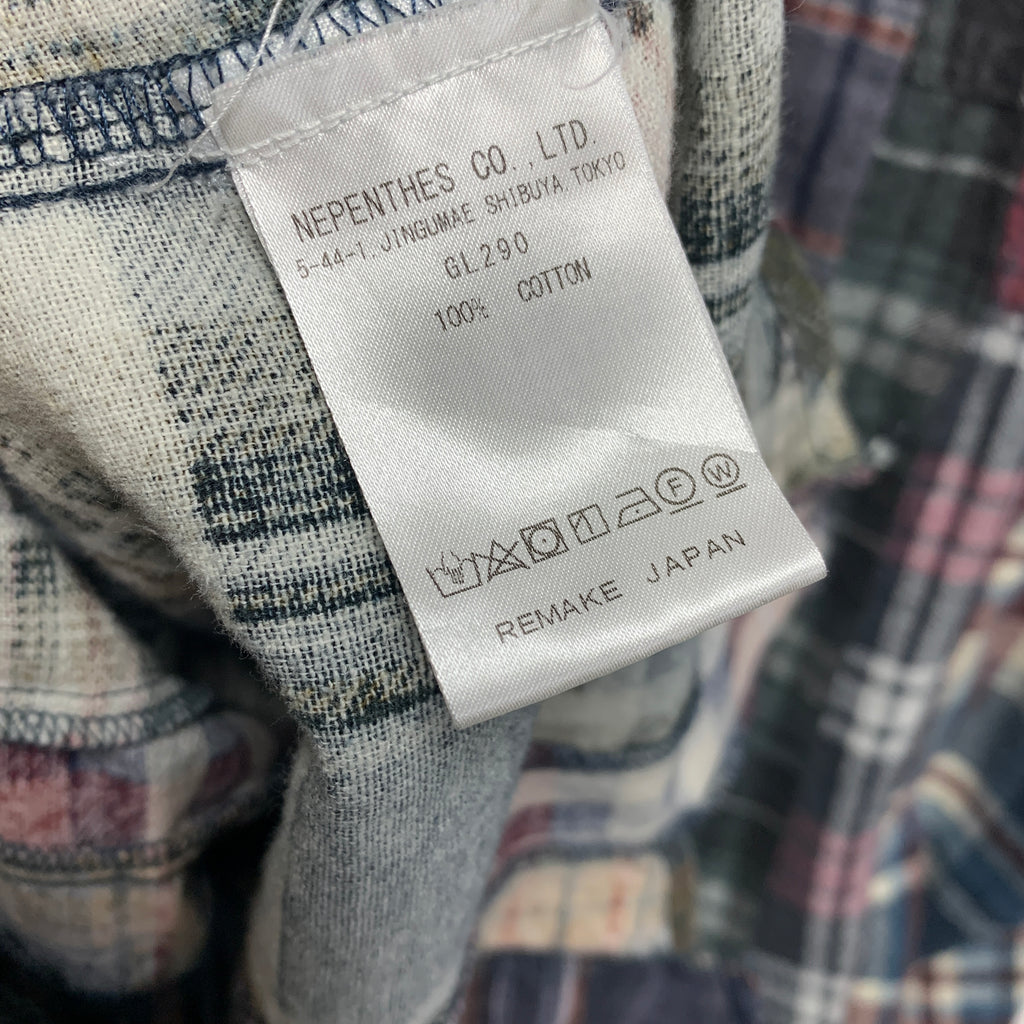 NEPENTHES CO.,LTD.
5-44-1.JINGUMAE SHIBUYA TOKYO
GL290
100% COTTON
F W
REMAKE JAPAN